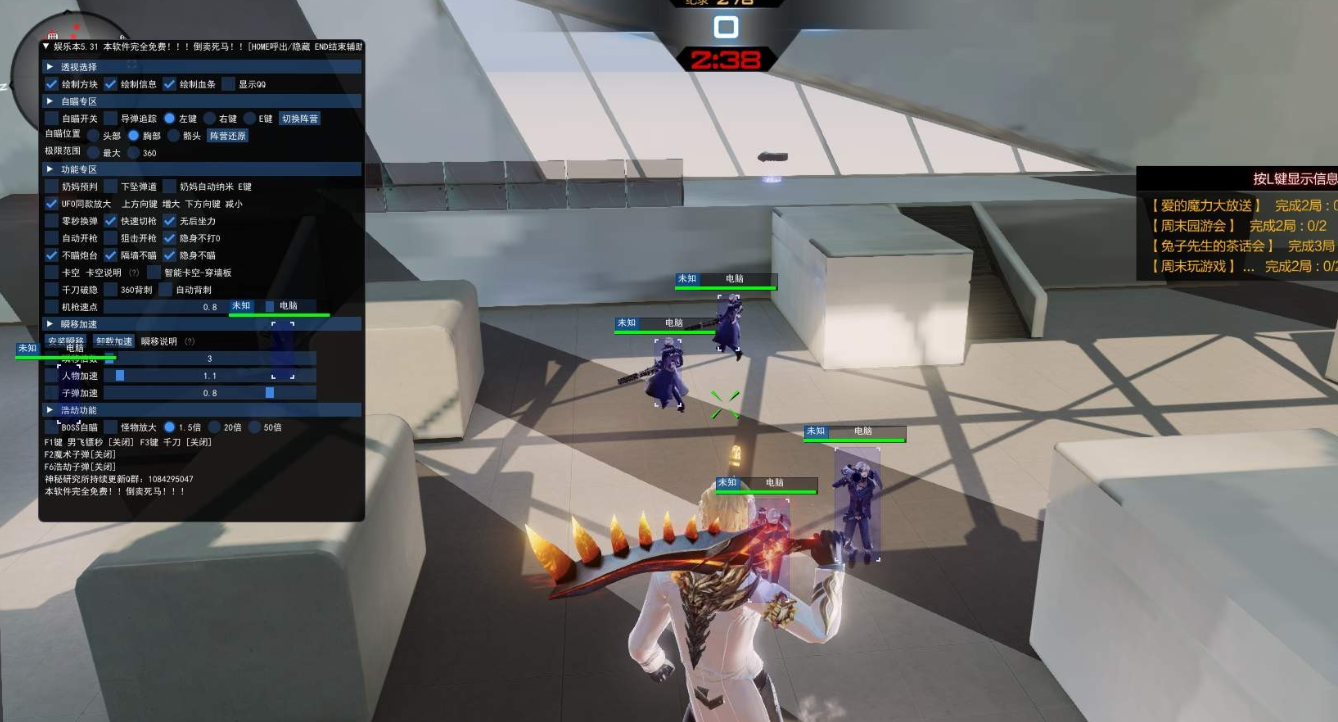 纪录
2:38
娱乐本5.31 本软件完全免费!!!倒卖死马!![HOME呼出/隐藏 END结束辅助
透视选择
绘制方块 绘制信息 绘制血条 显示QQ
自瞄专区
自瞄开关 导弹追踪 左键 右键 E键 切换阵营
自瞄位置 头部 胸部 骼头 阵营还原
极限范围 最大 360
功能专区
奶妈预判 下坠弹道 奶妈自动纳米 E键
UFO同款放大 上方向键 增大 下方向键 减小
零秒换弹 快速切枪 无后坐力
自动开枪 狙击开枪 隐身不打O
不瞄炮台 隔墙不瞄 隐身不瞄
卡空 卡空说明 (?) 智能卡空-穿墙板
千刀破隐 360背刺 自动背刺
机枪速点 0.8
瞬移加速
安装瞬移 卸载加速 瞬移说明 (?)
瞬移倍数 3
人物加速 1.1
子弹加速 0.8
浩劫功能
BOSS自瞄 怪物放大 1.5倍 20倍 50倍
F1键 男飞镖秒 [关闭] F3键 千刀 [关闭]
F2魔术子弹[关闭]
F6浩劫子弹[关闭]
神秘研究所持续更新Q群: 1084295047
本软件完全免费!!倒卖死马!!!
未知 电脑
未知 电脑
未知 电脑
未知 电脑
未知 电脑
未知 电脑
按L键显示信息
【爱的魔力大放送】 完成2局:0
【周末园游会】 完成2局:0/2
【兔子先生的茶话会】 完成3局
【周末玩游戏】... 完成2局:0/2